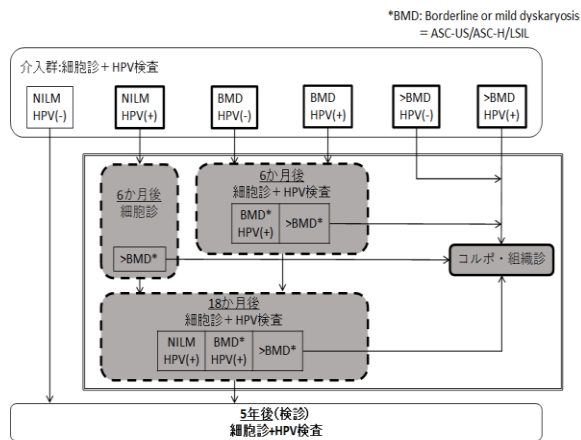 *BMD: Borderline or mild dyskaryosis
= ASC-US/ASC-H/LSIL
介入群:細胞診+HPV検査
NILM
HPV(-)
NILM
HPV(+)
BMD
HPV(-)
BMD
HPV(+)
>BMD
HPV(-)
>BMD
HPV(+)
6か月後
細胞診
>BMD*
6か月後
細胞診+HPV検査
BMD*
HPV(+)
>BMD*
コルポ・組織診
18か月後
細胞診+HPV検査
NILM
HPV(+)
BMD*
HPV(+)
>BMD*
5年後(検診)
細胞診+HPV検査